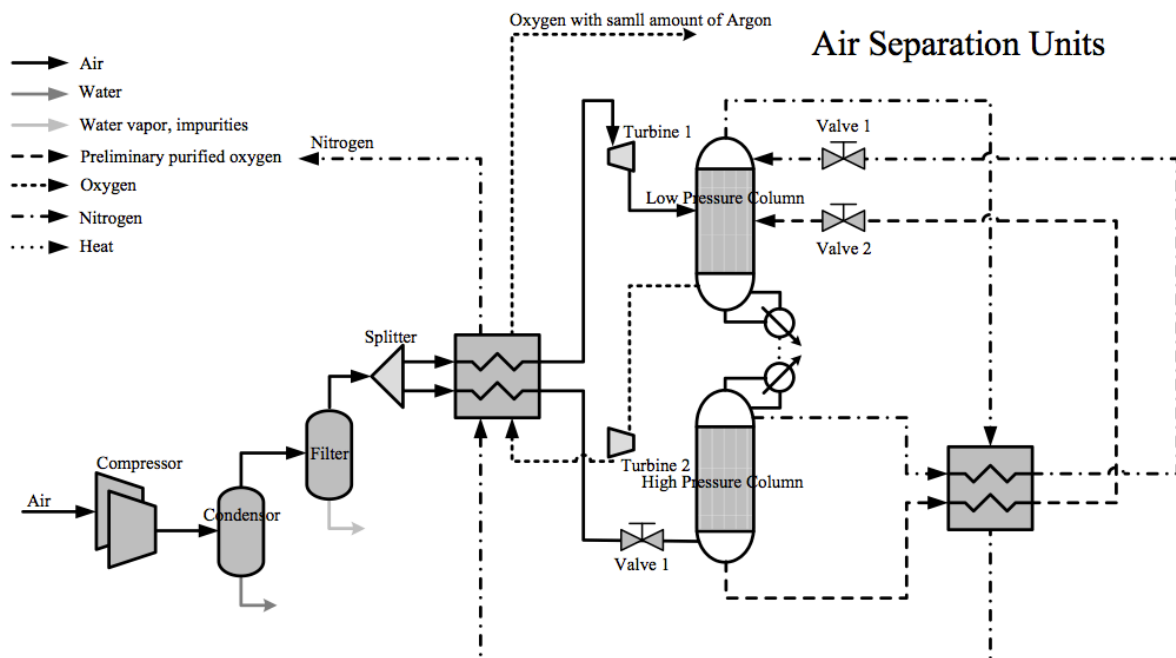 Oxygen with samll amount of Argon
Air Separation Units
Air
Water
Water vapor, impurities
Preliminary purified oxygen
Oxygen
Nitrogen
Heat
Nitrogen
Turbine 1
Valve 1
Low Pressure Column
Valve 2
Splitter
Compressor
Filter
Turbine 2
High Pressure Column
Air
Condensor
Valve 1